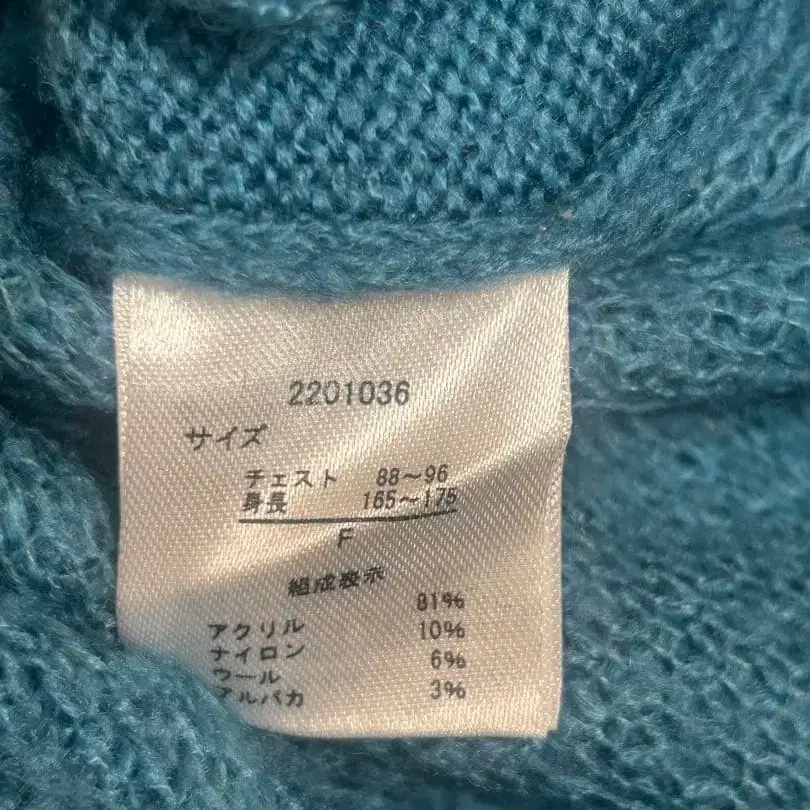 2201036
サイズ
チェスト 88～96
身長 165～175
F
組成表示
アクリル 81%
ナイロン 10%
ウール 6%
アルパカ 3%